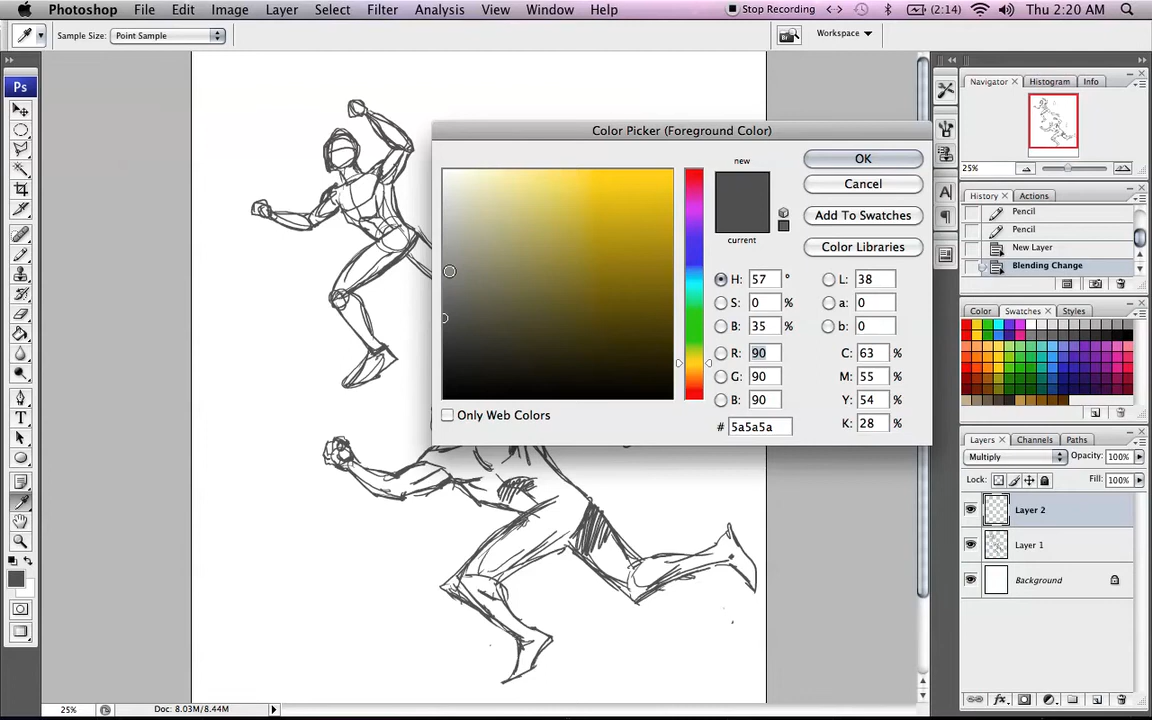 Photoshop File Edit Image Layer Select Filter Analysis View Window Help Stop Recording (2:14) Thu 2:20 AM
Sample Size: Point Sample Workspace
Ps
Color Picker (Foreground Color)
new
current
OK
Cancel
Add To Swatches
Color Libraries
H: 57 °
S: 0 %
B: 35 %
R: 90
G: 90
B: 90
# 5a5a5a
L: 38
a: 0
b: 0
C: 63 %
M: 55 %
Y: 54 %
K: 28 %
Only Web Colors
Navigator × Histogram Info
25%
History × Actions
Pencil
Pencil
New Layer
Blending Change
Color Swatches × Styles
Layers × Channels Paths
Multiply Opacity: 100%
Lock: Fill: 100%
Layer 2
Layer 1
Background
25% Doc: 8.03M/8.44M